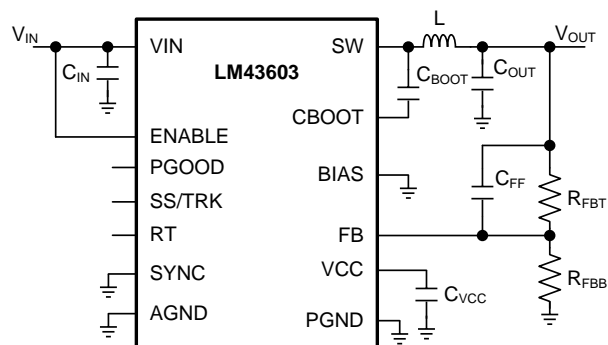 L
VIN
VIN
SW
VOUT
CIN
LM43603
CBOOT
COUT
CBOOT
ENABLE
PGOOD
BIAS
CFF
SS/TRK
RFBT
RT
FB
SYNC
VCC
RFBB
CVCC
AGND
PGND